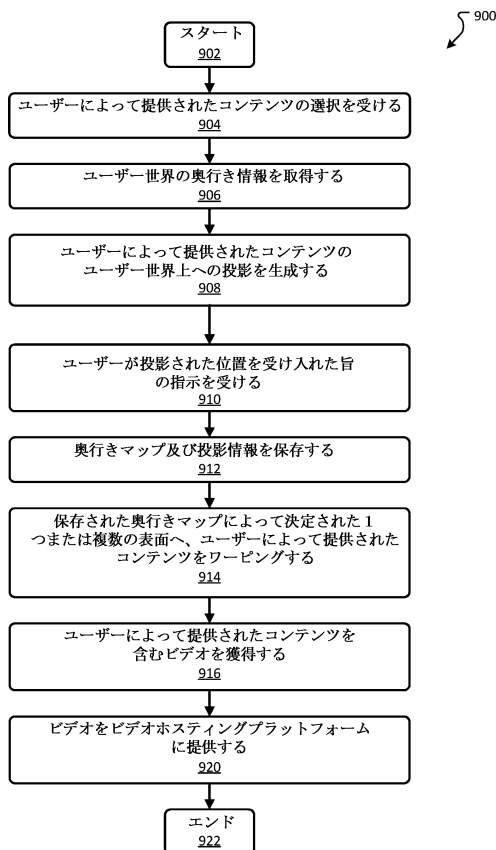 900
スタート
902
ユーザーによって提供されたコンテンツの選択を受ける
904
ユーザー世界の奥行き情報を取得する
906
ユーザーによって提供されたコンテンツの
ユーザー世界上への投影を生成する
908
ユーザーが投影された位置を受け入れた旨
の指示を受ける
910
奥行きマップ及び投影情報を保存する
912
保存された奥行きマップによって決定された1
つまたは複数の表面へ、ユーザーによって提供された
コンテンツをワーピングする
914
ユーザーによって提供されたコンテンツを
含むビデオを獲得する
916
ビデオをビデオホスティングプラットフォーム
に提供する
920
エンド
922